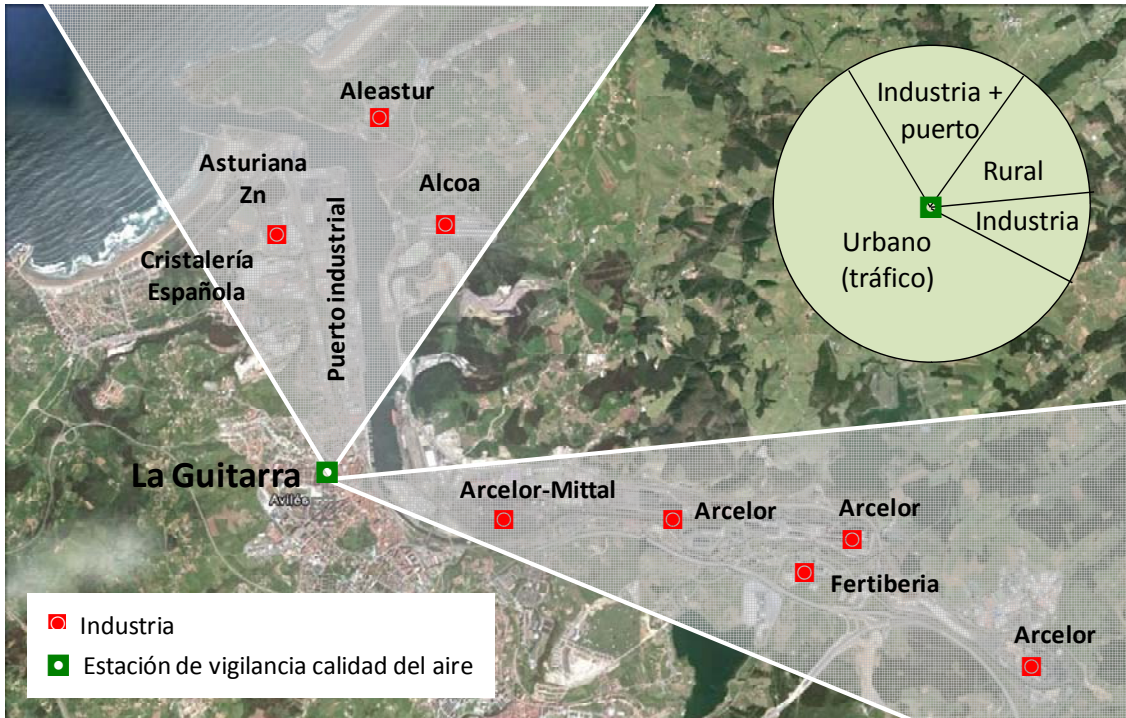 Aleastur
Asturiana
Zn
Alcoa
Cristalería
Española
Puerto industrial
La Guitarra
Avilés
Arcelor-Mittal
Arcelor
Arcelor
Fertiberia
Arcelor
Industria +
puerto
Rural
Industria
Urbano
(tráfico)
Industria
Estación de vigilancia calidad del aire